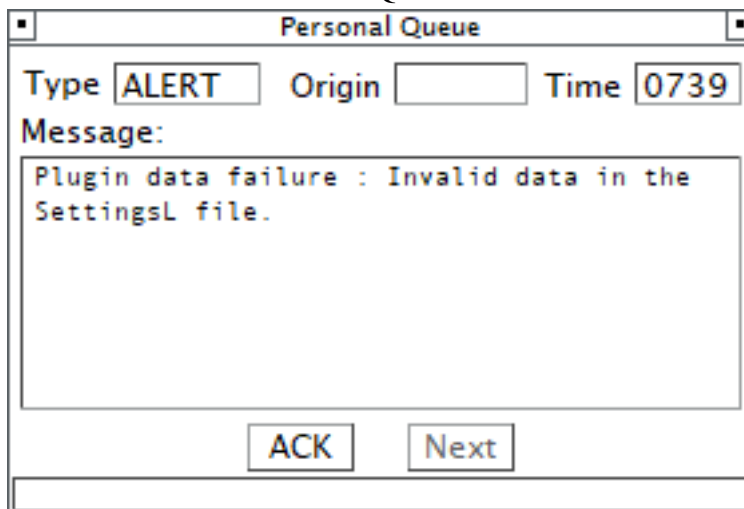 Personal Queue
Type ALERT Origin Time 0739
Message:
Plugin data failure : Invalid data in the
SettingsL file.
ACK Next